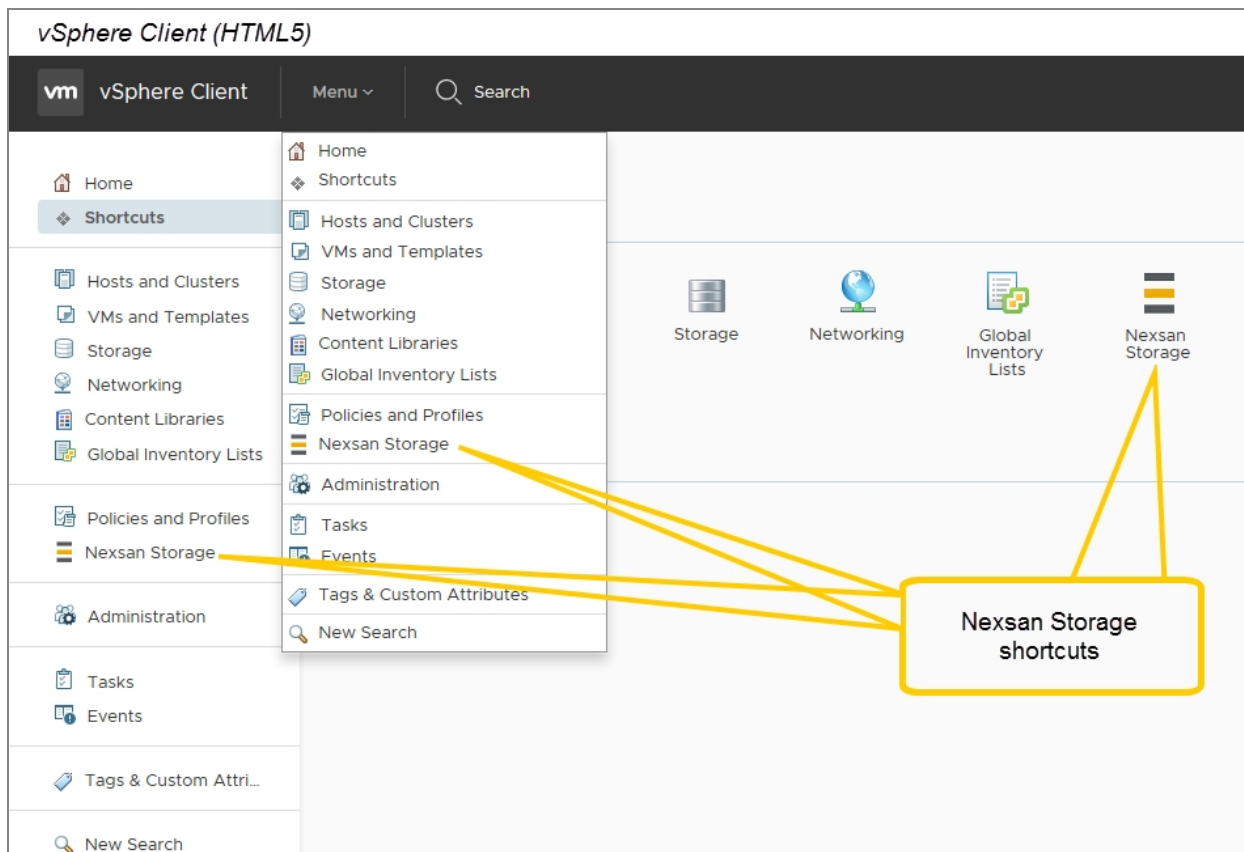 vSphere Client (HTML5)
vm vSphere Client Menu Search
Home
Shortcuts
Hosts and Clusters
VMs and Templates
Storage
Networking
Content Libraries
Global Inventory Lists
Policies and Profiles
Nexsan Storage
Administration
Tasks
Events
Tags & Custom Attri...
New Search
Home
Shortcuts
Hosts and Clusters
VMs and Templates
Storage
Networking
Content Libraries
Global Inventory Lists
Policies and Profiles
Nexsan Storage
Administration
Tasks
Events
Tags & Custom Attributes
New Search
Storage
Networking
Global
Inventory
Lists
Nexsan
Storage
Nexsan Storage
shortcuts